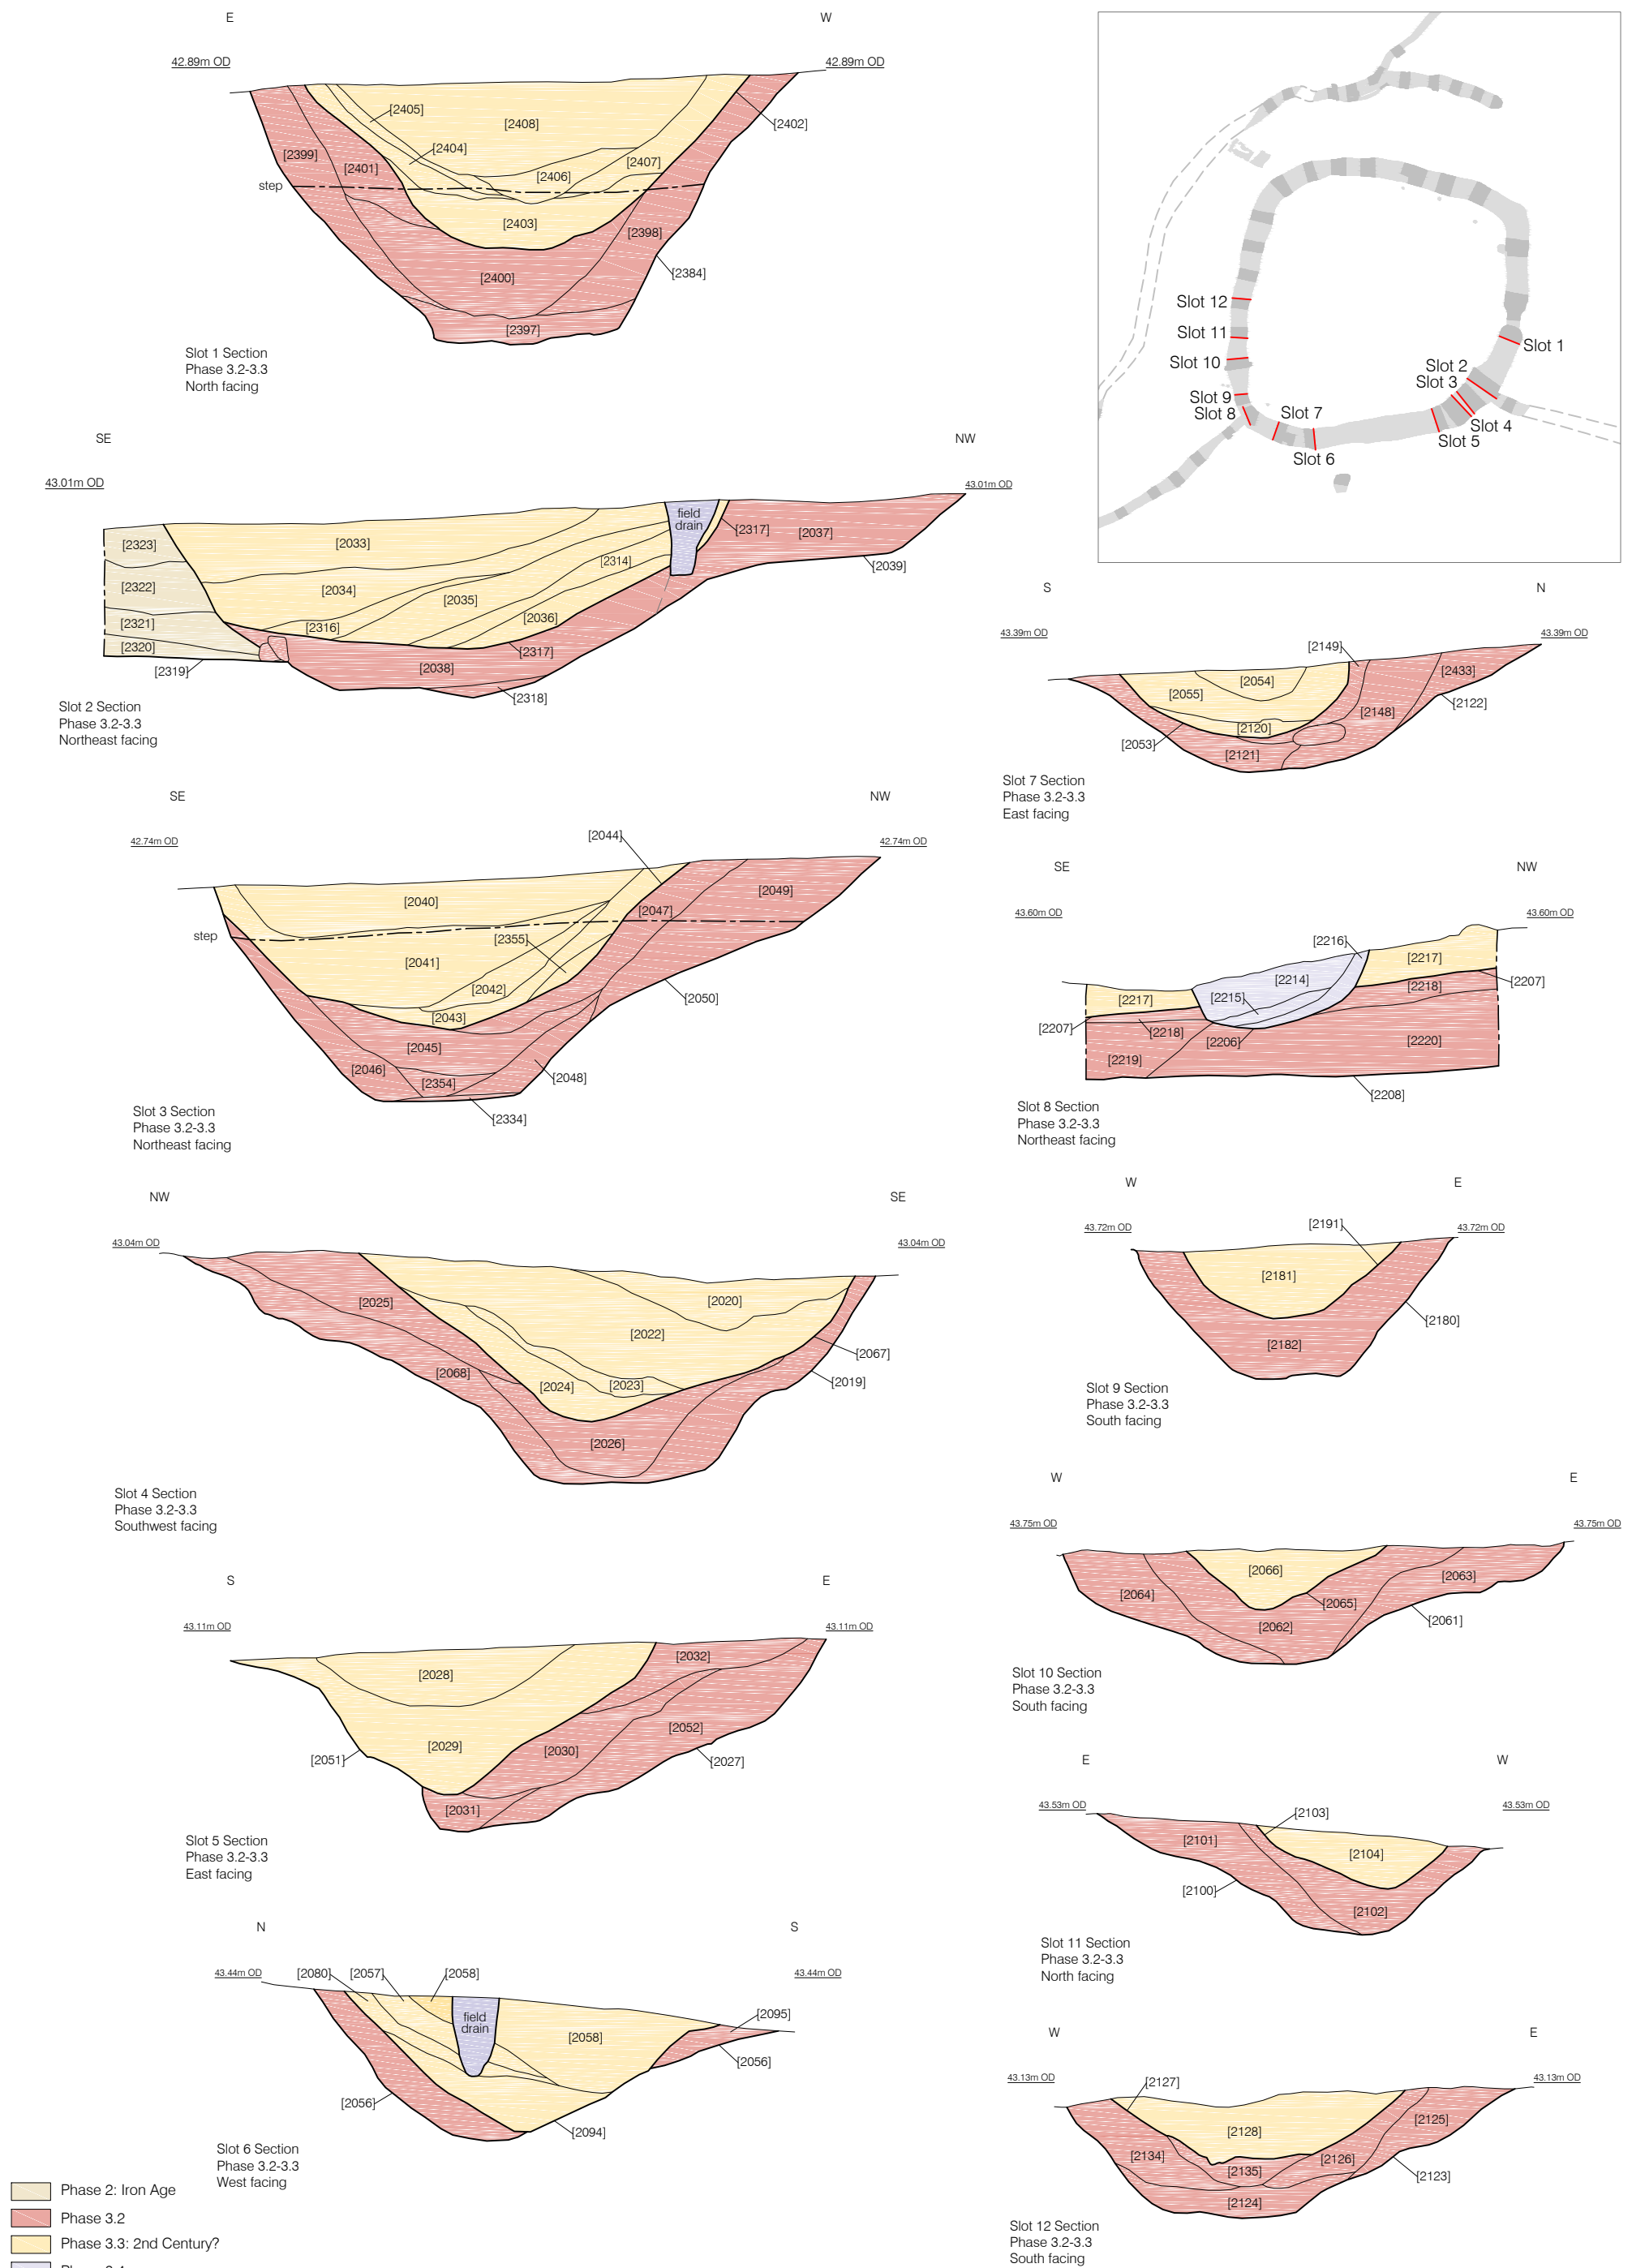 E
W
42.89m OD
42.89m OD
[2405]
[2408]
[2402]
[2404]
[2399]
[2401]
[2407]
[2406]
step
[2403]
[2398]
[2400]
[2384]
[2397]
Slot 1 Section
Phase 3.2-3.3
North facing
Slot 12
Slot 11
Slot 10
Slot 9
Slot 8
Slot 7
Slot 6
Slot 1
Slot 2
Slot 3
Slot 4
Slot 5
SE
NW
43.01m OD
43.01m OD
field
drain
[2323]
[2033]
[2317]
[2037]
[2314]
[2039]
[2322]
[2034]
[2035]
[2321]
[2316]
[2036]
[2320]
[2317]
[2319]
[2038]
[2318]
Slot 2 Section
Phase 3.2-3.3
Northeast facing
S
N
43.39m OD
43.39m OD
[2149]
[2054]
[2433]
[2055]
[2148]
[2122]
[2120]
[2053]
[2121]
Slot 7 Section
Phase 3.2-3.3
East facing
SE
NW
42.74m OD
42.74m OD
[2044]
[2040]
[2049]
[2047]
step
[2355]
[2041]
[2042]
[2050]
[2043]
[2045]
[2046]
[2354]
[2048]
[2334]
Slot 3 Section
Phase 3.2-3.3
Northeast facing
SE
NW
43.60m OD
43.60m OD
[2216]
[2217]
[2214]
[2207]
[2218]
[2217]
[2215]
[2207]
[2218]
[2206]
[2220]
[2219]
[2208]
Slot 8 Section
Phase 3.2-3.3
Northeast facing
NW
SE
43.04m OD
43.04m OD
[2025]
[2020]
[2022]
[2067]
[2068]
[2024]
[2023]
[2019]
[2026]
Slot 4 Section
Phase 3.2-3.3
Southwest facing
W
E
43.72m OD
43.72m OD
[2191]
[2181]
[2180]
[2182]
Slot 9 Section
Phase 3.2-3.3
South facing
W
E
43.75m OD
43.75m OD
[2066]
[2063]
[2064]
[2065]
[2062]
[2061]
Slot 10 Section
Phase 3.2-3.3
South facing
S
E
43.11m OD
43.11m OD
[2028]
[2032]
[2052]
[2029]
[2030]
[2051]
[2027]
[2031]
Slot 5 Section
Phase 3.2-3.3
East facing
E
W
43.53m OD
43.53m OD
[2103]
[2101]
[2104]
[2100]
[2102]
Slot 11 Section
Phase 3.2-3.3
North facing
N
S
43.44m OD
43.44m OD
[2080]
[2057]
[2058]
field
drain
[2095]
[2058]
[2056]
[2056]
[2094]
Slot 6 Section
Phase 3.2-3.3
West facing
W
E
43.13m OD
43.13m OD
[2127]
[2125]
[2128]
[2134]
[2126]
[2135]
[2123]
[2124]
Slot 12 Section
Phase 3.2-3.3
South facing
Phase 2: Iron Age
Phase 3.2
Phase 3.3: 2nd Century?